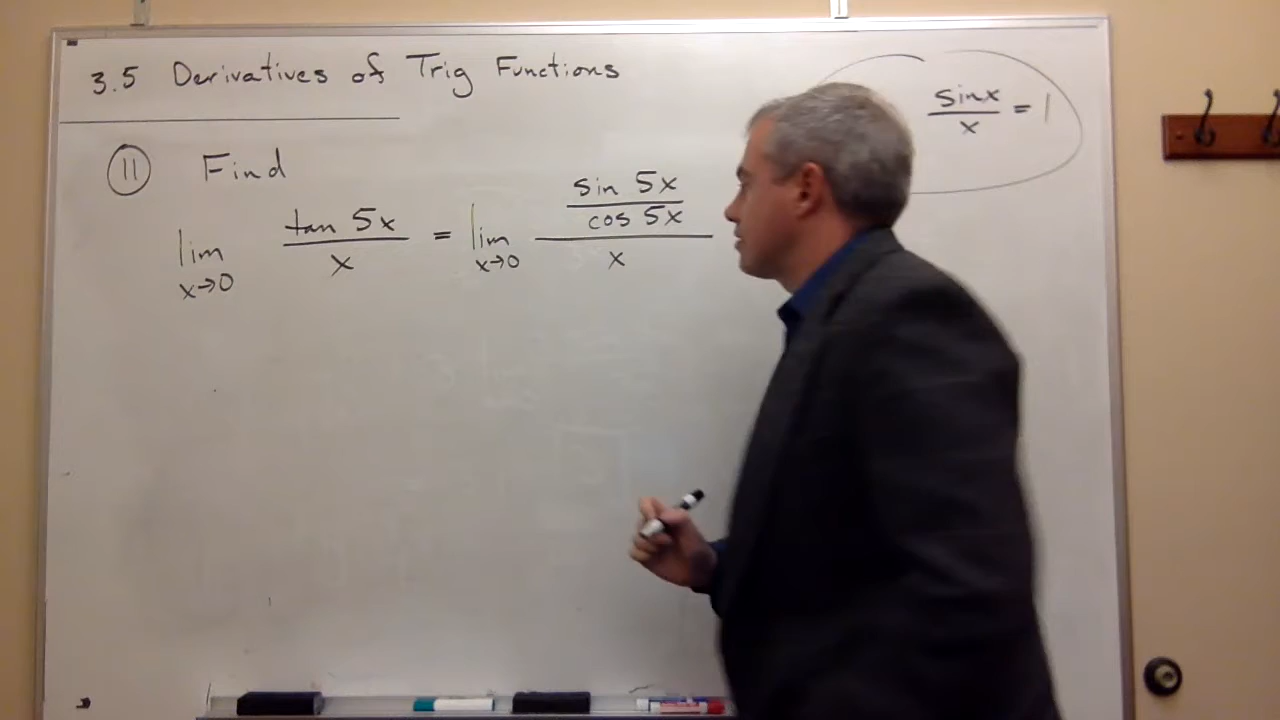 3.5 Derivatives of Trig Functions
sin x
x
= 1
11 Find
lim
x→0
tan 5x
x
= lim
x→0
sin 5x
cos 5x
x